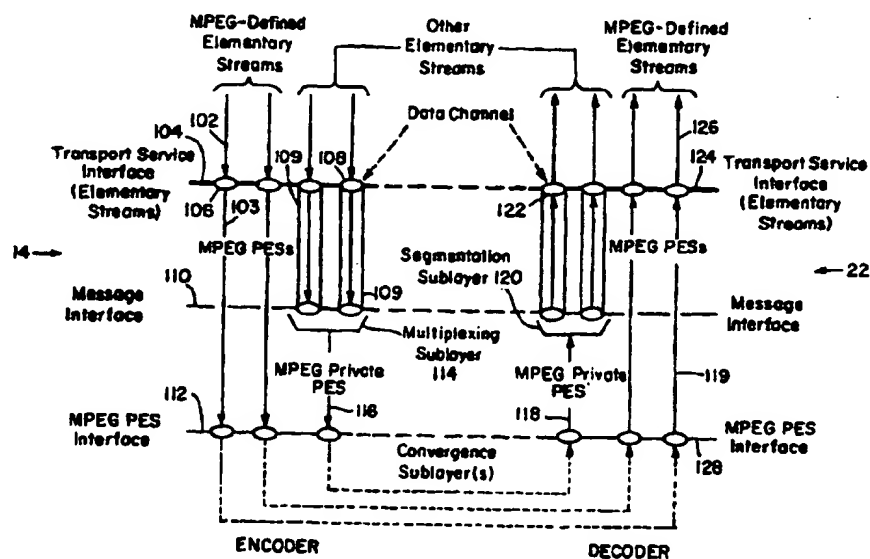 MPEG-Defined
Elementary
Streams
Other
Elementary
Streams
MPEG-Defined
Elementary
Streams
102
104
109
108
Data Channel
126
124
Transport Service
Interface
(Elementary
Streams)
106
103
122
Transport Service
Interface
(Elementary
Streams)
14
MPEG PESs
Segmentation
Sublayer 120
MPEG PESs
22
110
109
Message
Interface
Message
Interface
Multiplexing
Sublayer
114
MPEG Private
PES
MPEG Private
PES
119
112
116
118
MPEG PES
Interface
MPEG PES
Interface
128
Convergence
Sublayer(s)
ENCODER
DECODER